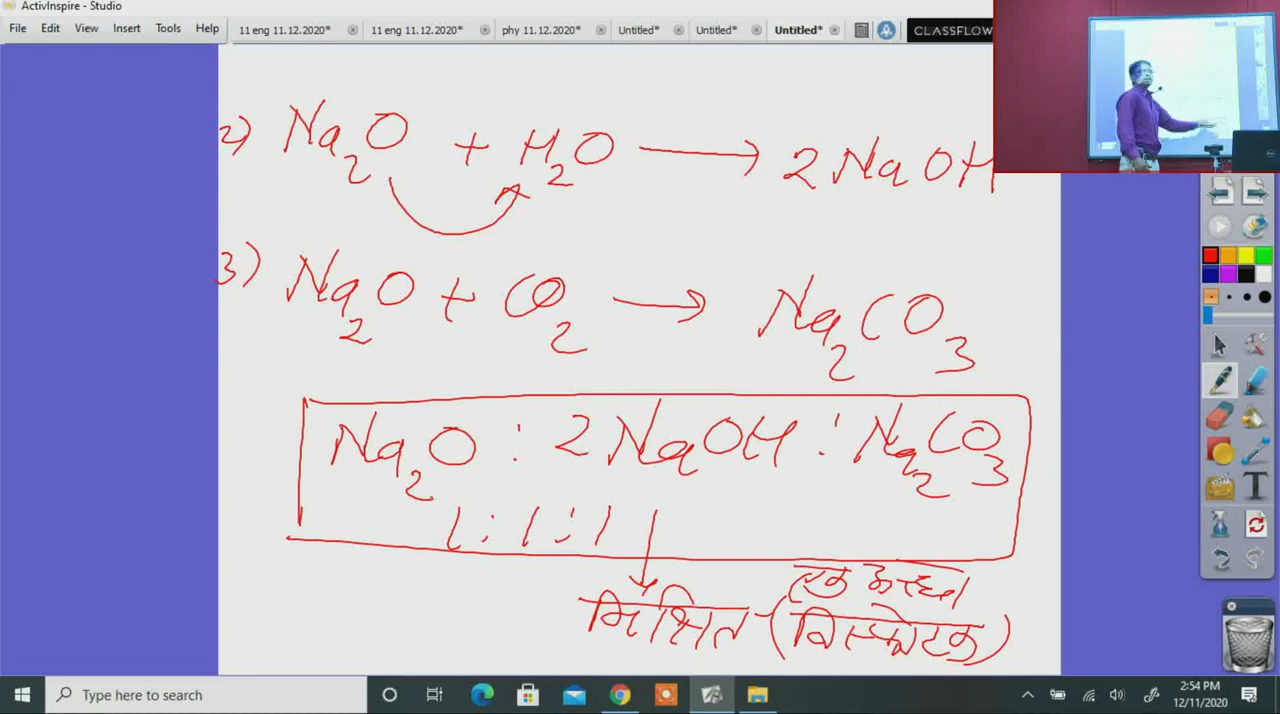 ActivInspire - Studio
File Edit View Insert Tools Help
11 eng 11.12.2020* 11 eng 11.12.2020* phy 11.12.2020* Untitled* Untitled* Untitled* CLASSFLOW
2) Na₂O + H₂O → 2NaOH
3) Na₂O + CO₂ → Na₂CO₃
Na₂O : 2NaOH : Na₂CO₃
1 : 1 : 1
(विस्फोटक)
Type here to search
2:54 PM
12/11/2020